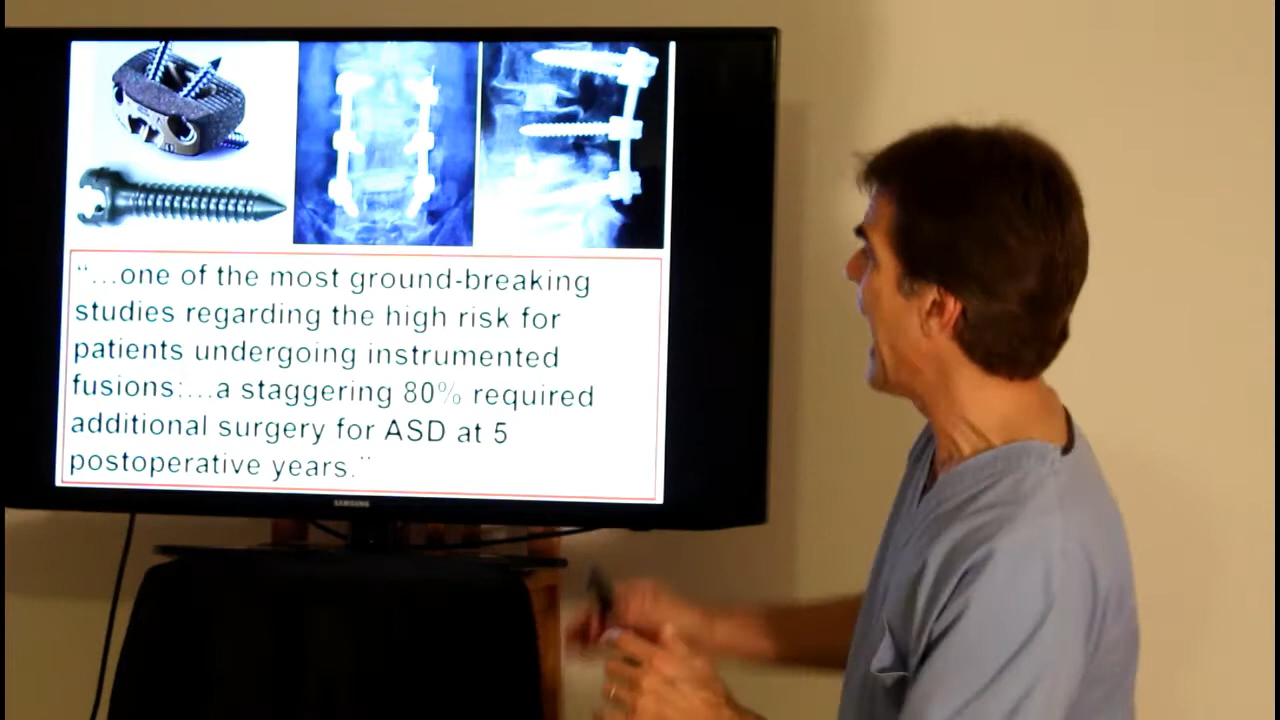 “...one of the most ground-breaking
studies regarding the high risk for
patients undergoing instrumented
fusions:...a staggering 80% required
additional surgery for ASD at 5
postoperative years.”
SAMSUNG